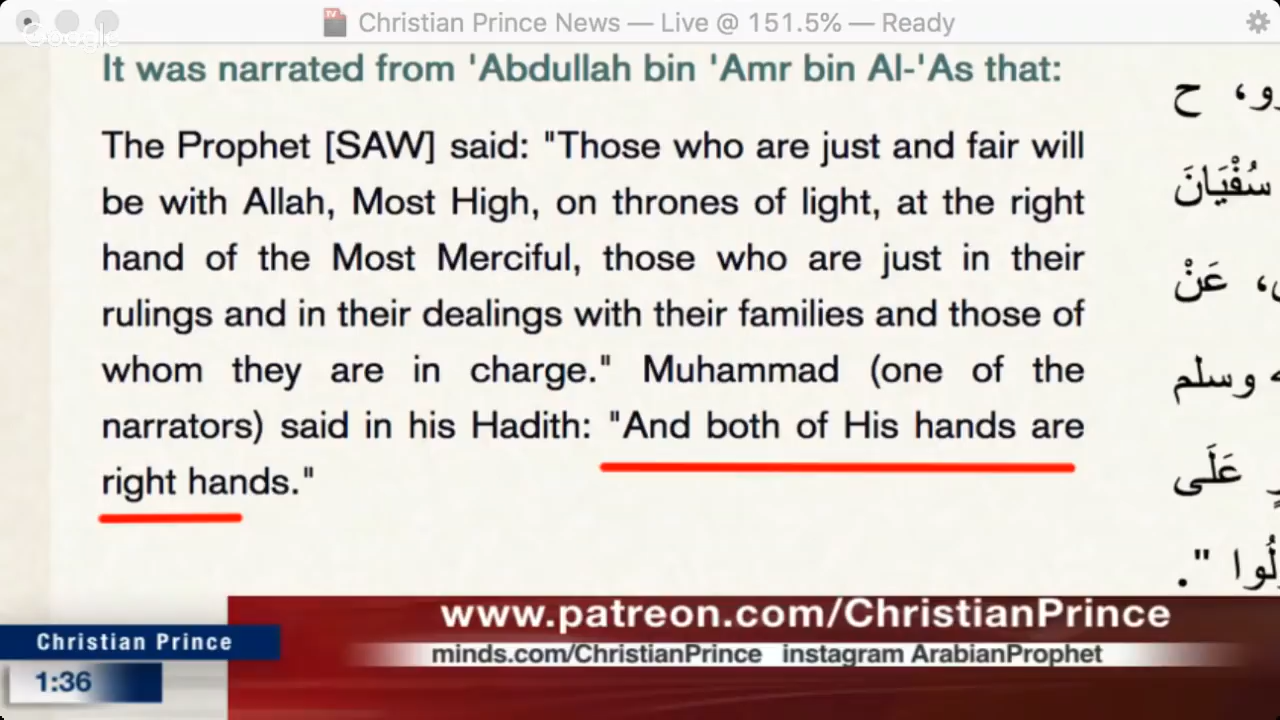 Christian Prince News — Live @ 151.5% — Ready
Google
It was narrated from 'Abdullah bin 'Amr bin Al-'As that:
The Prophet [SAW] said: "Those who are just and fair will
be with Allah, Most High, on thrones of light, at the right
hand of the Most Merciful, those who are just in their
rulings and in their dealings with their families and those of
whom they are in charge." Muhammad (one of the
narrators) said in his Hadith: "And both of His hands are
right hands."
سُفْيَانَ
عَنْ
وسلم
عَلَى
www.patreon.com/ChristianPrince
Christian Prince
minds.com/ChristianPrince instagram ArabianProphet
1:36